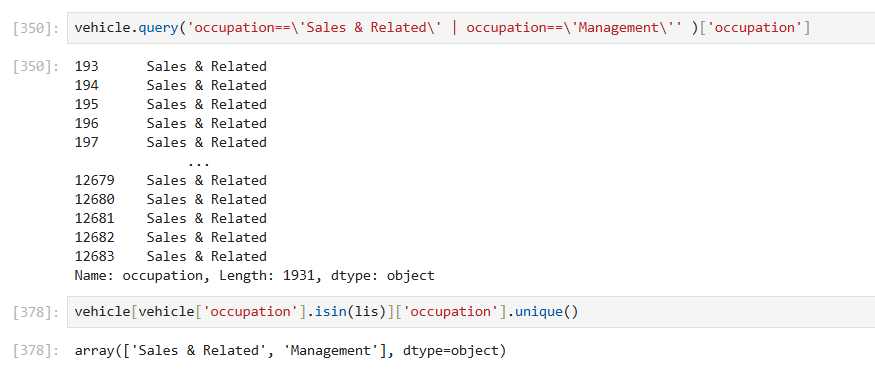 [350]: vehicle.query('occupation==\'Sales & Related\' | occupation==\'Management\'' )['occupation']
[350]: 193      Sales & Related
194      Sales & Related
195      Sales & Related
196      Sales & Related
197      Sales & Related
...
12679    Sales & Related
12680    Sales & Related
12681    Sales & Related
12682    Sales & Related
12683    Sales & Related
Name: occupation, Length: 1931, dtype: object
[378]: vehicle[vehicle['occupation'].isin(lis)]['occupation'].unique()
[378]: array(['Sales & Related', 'Management'], dtype=object)